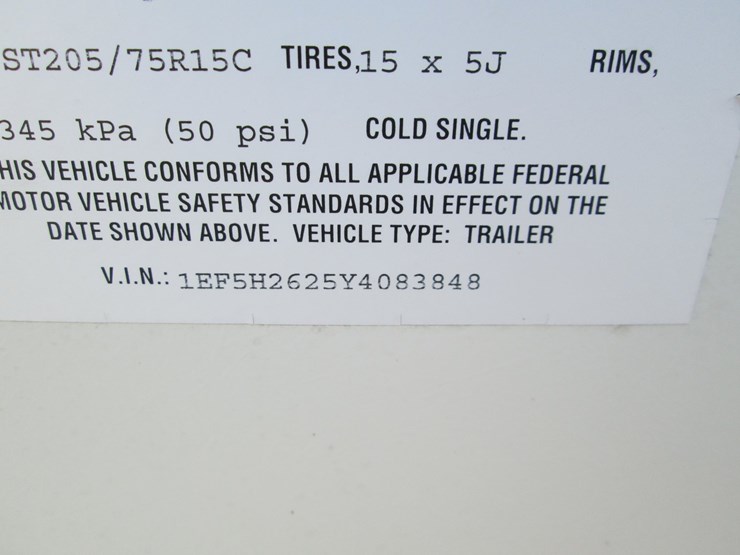 ST205/75R15C TIRES,15 x 5J RIMS,
345 kPa (50 psi) COLD SINGLE.
HIS VEHICLE CONFORMS TO ALL APPLICABLE FEDERAL
MOTOR VEHICLE SAFETY STANDARDS IN EFFECT ON THE
DATE SHOWN ABOVE. VEHICLE TYPE: TRAILER
V.I.N.: 1EF5H2625Y4083848